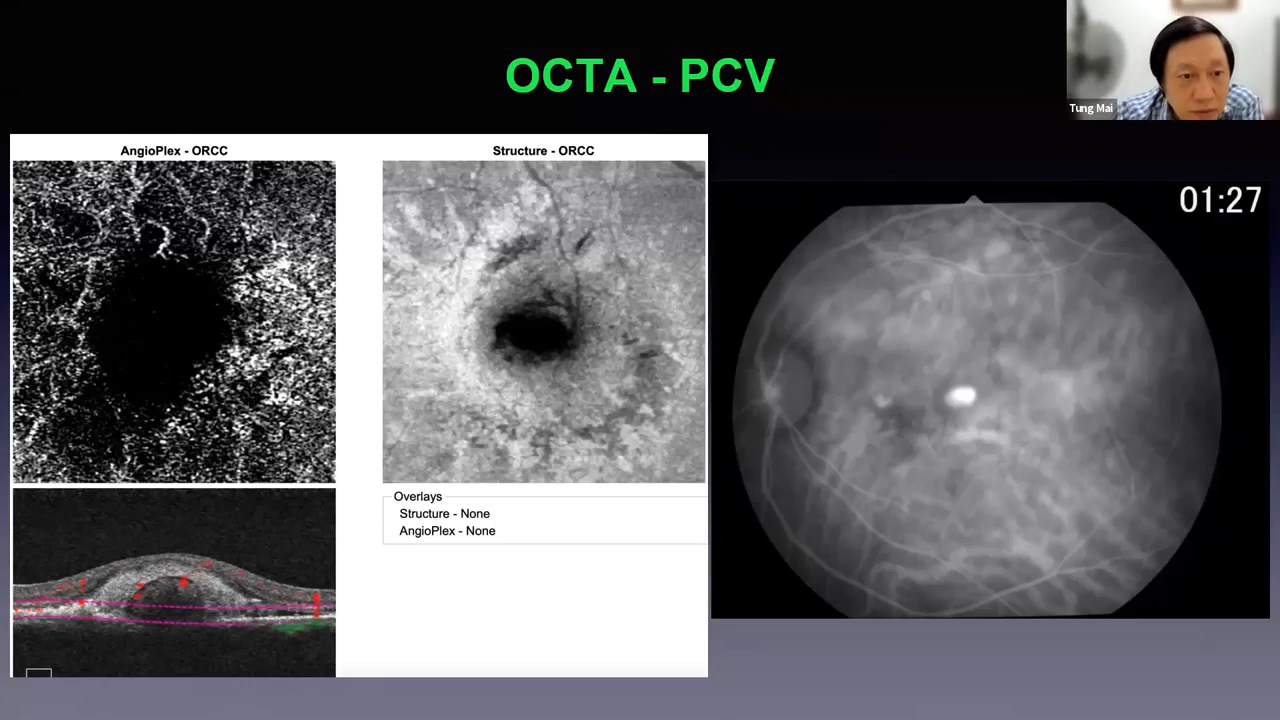 OCTA - PCV
Tung Mai
AngioPlex - ORCC
Structure - ORCC
01:27
Overlays
Structure - None
AngioPlex - None